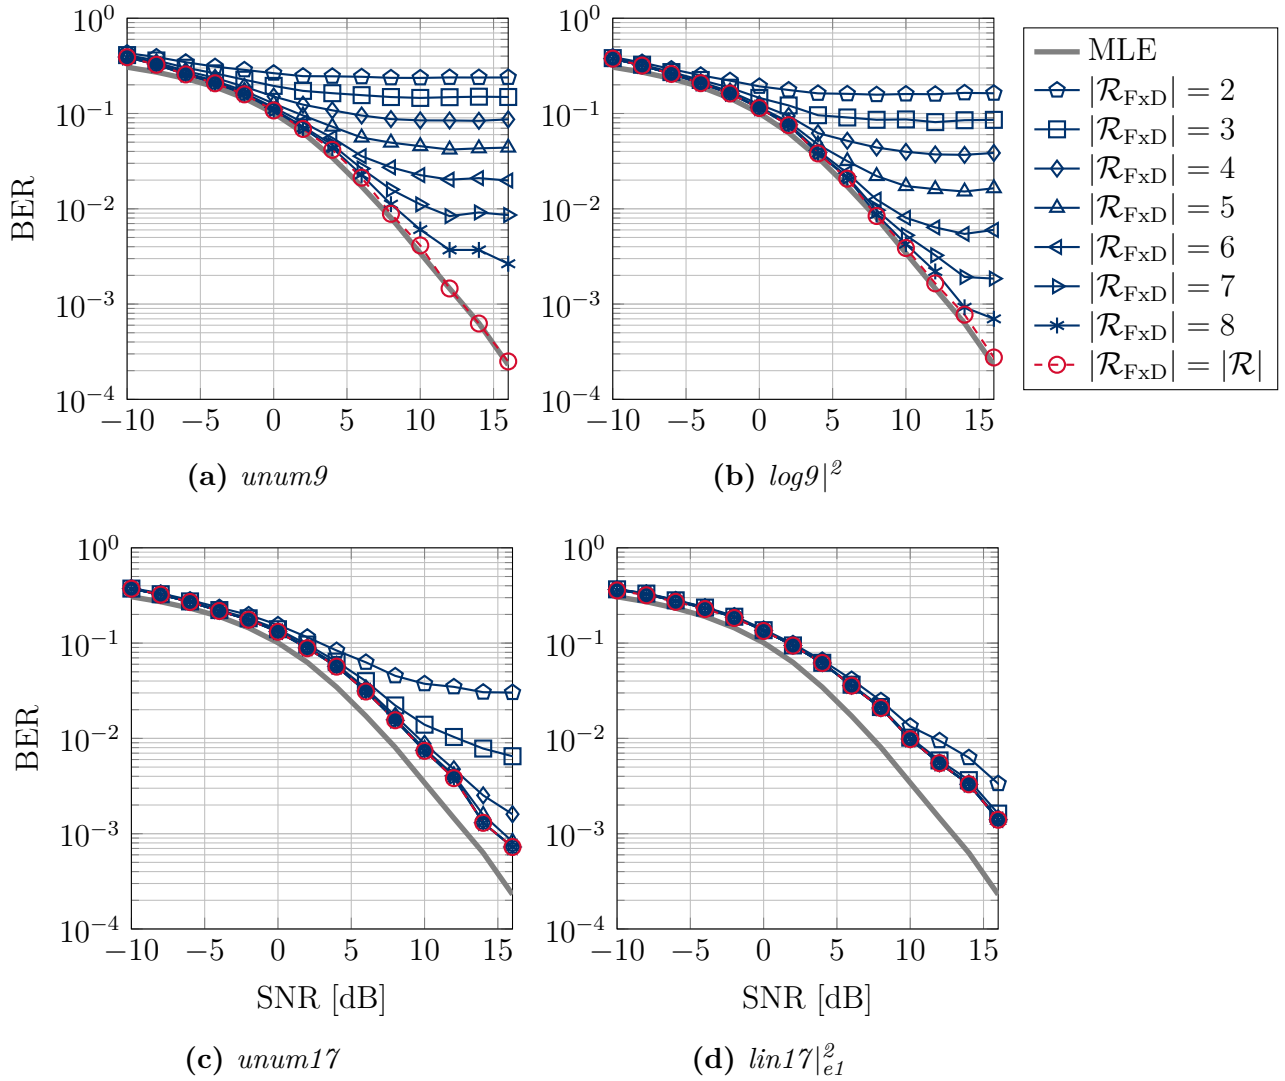 10^0
10^{-1}
10^{-2}
10^{-3}
10^{-4}
BER
−10 −5 0 5 10 15
(a) unum9
10^0
10^{-1}
10^{-2}
10^{-3}
10^{-4}
−10 −5 0 5 10 15
(b) log9|^2
MLE
|R_FxD| = 2
|R_FxD| = 3
|R_FxD| = 4
|R_FxD| = 5
|R_FxD| = 6
|R_FxD| = 7
|R_FxD| = 8
|R_FxD| = |R|
10^0
10^{-1}
10^{-2}
10^{-3}
10^{-4}
BER
−10 −5 0 5 10 15
SNR [dB]
(c) unum17
10^0
10^{-1}
10^{-2}
10^{-3}
10^{-4}
−10 −5 0 5 10 15
SNR [dB]
(d) lin17|^2_{e1}